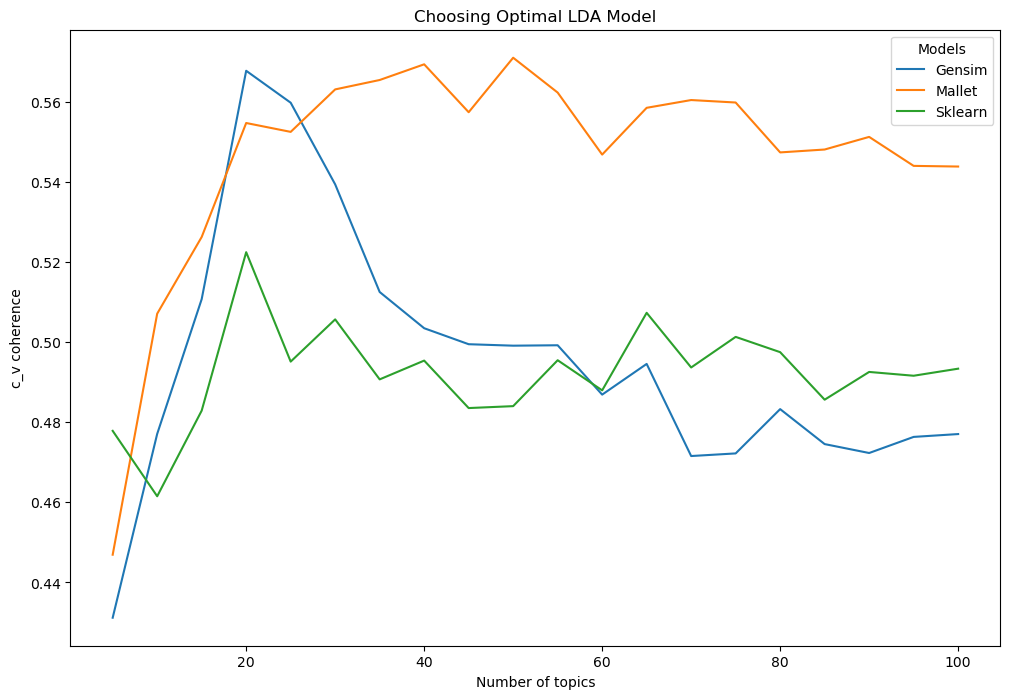 Choosing Optimal LDA Model
Models
Gensim
Mallet
Sklearn
c_v coherence
0.56
0.54
0.52
0.50
0.48
0.46
0.44
20
40
60
80
100
Number of topics